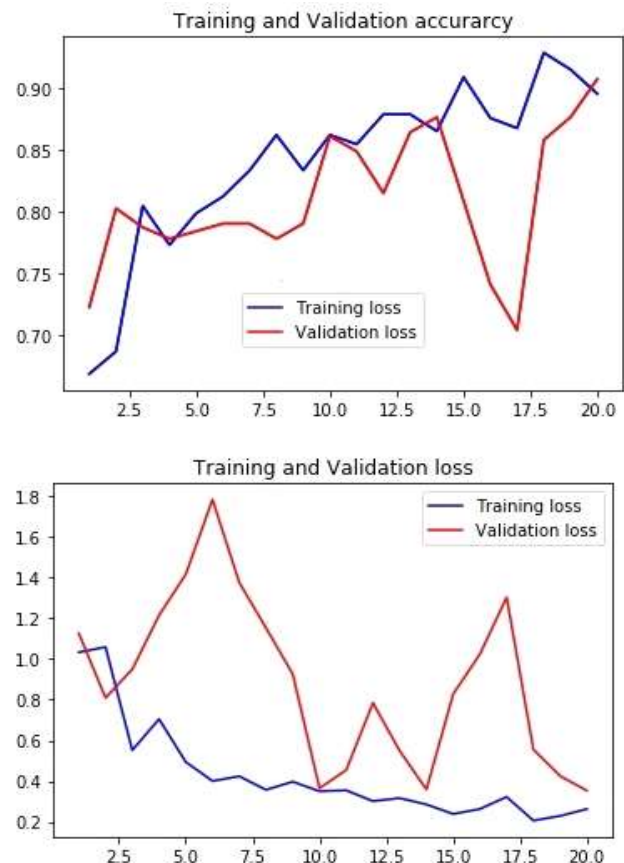 Training and Validation accurarcy
0.90
0.85
0.80
0.75
0.70
Training loss
Validation loss
2.5 5.0 7.5 10.0 12.5 15.0 17.5 20.0
Training and Validation loss
1.8
1.6
1.4
1.2
1.0
0.8
0.6
0.4
0.2
Training loss
Validation loss
2.5 5.0 7.5 10.0 12.5 15.0 17.5 20.0